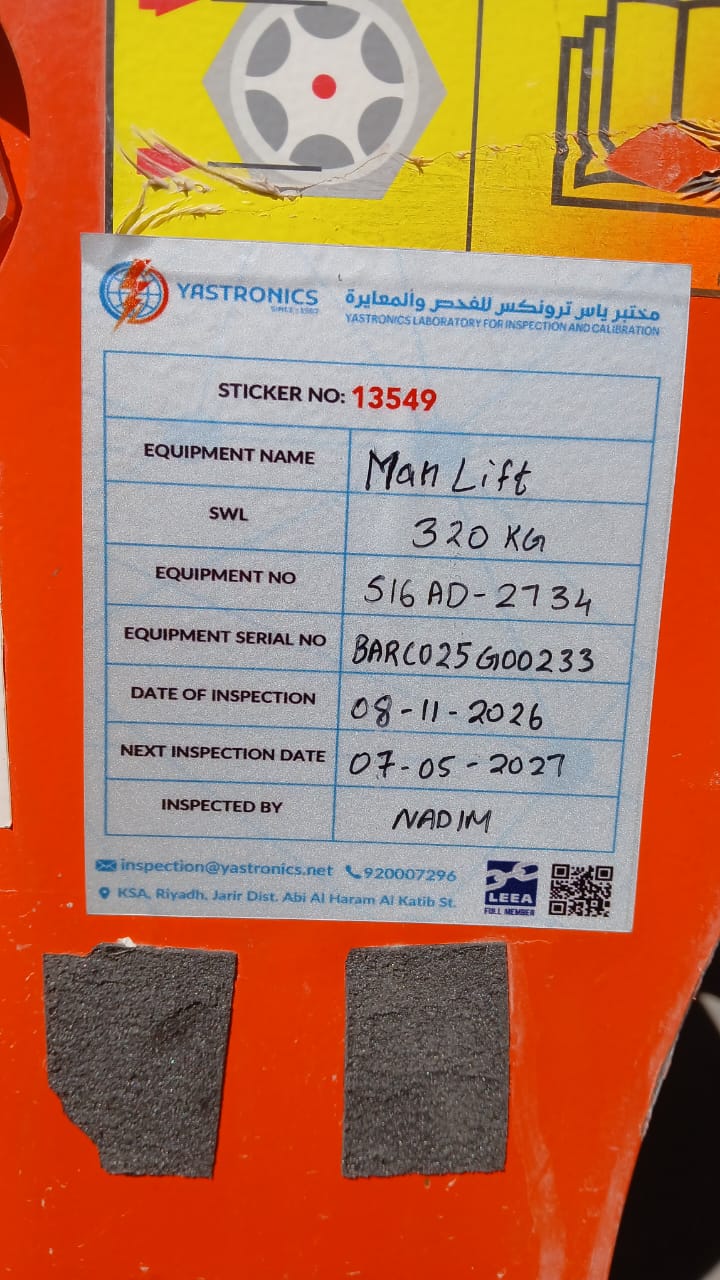 YASTRONICS
SINCE : 1980
مختبر ياس ترونكس للفحص والمعايرة
YASTRONICS LABORATORY FOR INSPECTION AND CALIBRATION
STICKER NO: 13549
EQUIPMENT NAME Man Lift
SWL 320 KG
EQUIPMENT NO S16 AD-2734
EQUIPMENT SERIAL NO BARC025G00233
DATE OF INSPECTION 08-11-2026
NEXT INSPECTION DATE 07-05-2027
INSPECTED BY NADIM
inspection@yastronics.net 920007296
KSA, Riyadh, Jarir Dist. Abi Al Haram Al Katib St.
LEEA
FULL MEMBER